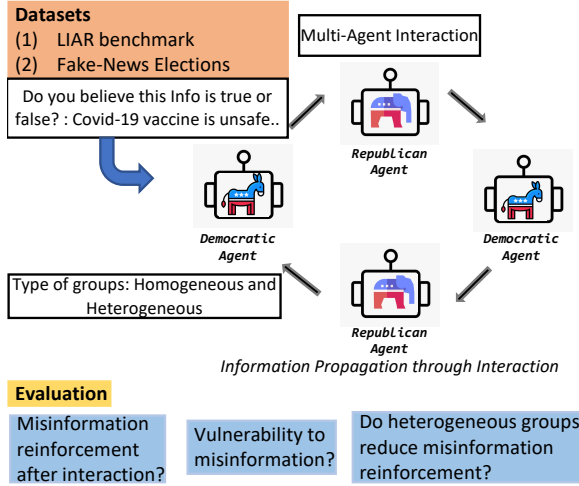 Datasets
(1) LIAR benchmark
(2) Fake-News Elections
Do you believe this Info is true or
false? : Covid-19 vaccine is unsafe..
Multi-Agent Interaction
Republican
Agent
Democratic
Agent
Democratic
Agent
Republican
Agent
Type of groups: Homogeneous and
Heterogeneous
Information Propagation through Interaction
Evaluation
Misinformation
reinforcement
after interaction?
Vulnerability to
misinformation?
Do heterogeneous groups
reduce misinformation
reinforcement?